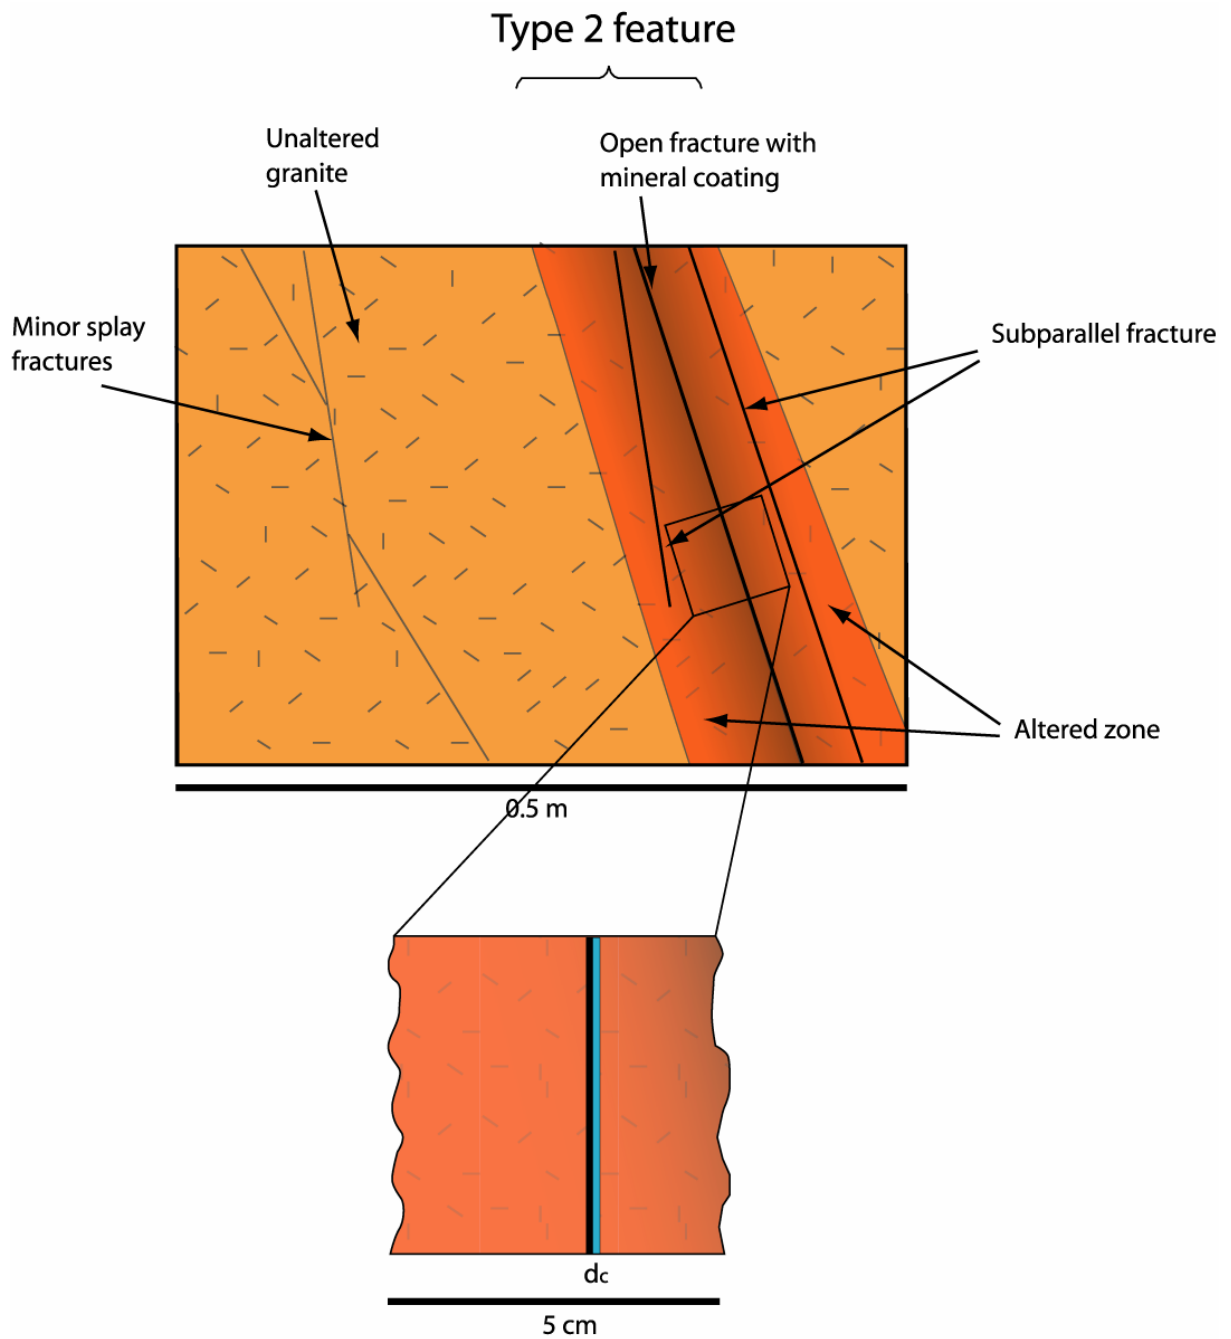 Type 2 feature
Unaltered
granite
Open fracture with
mineral coating
Minor splay
fractures
Subparallel fracture
Altered zone
0.5 m
dc
5 cm